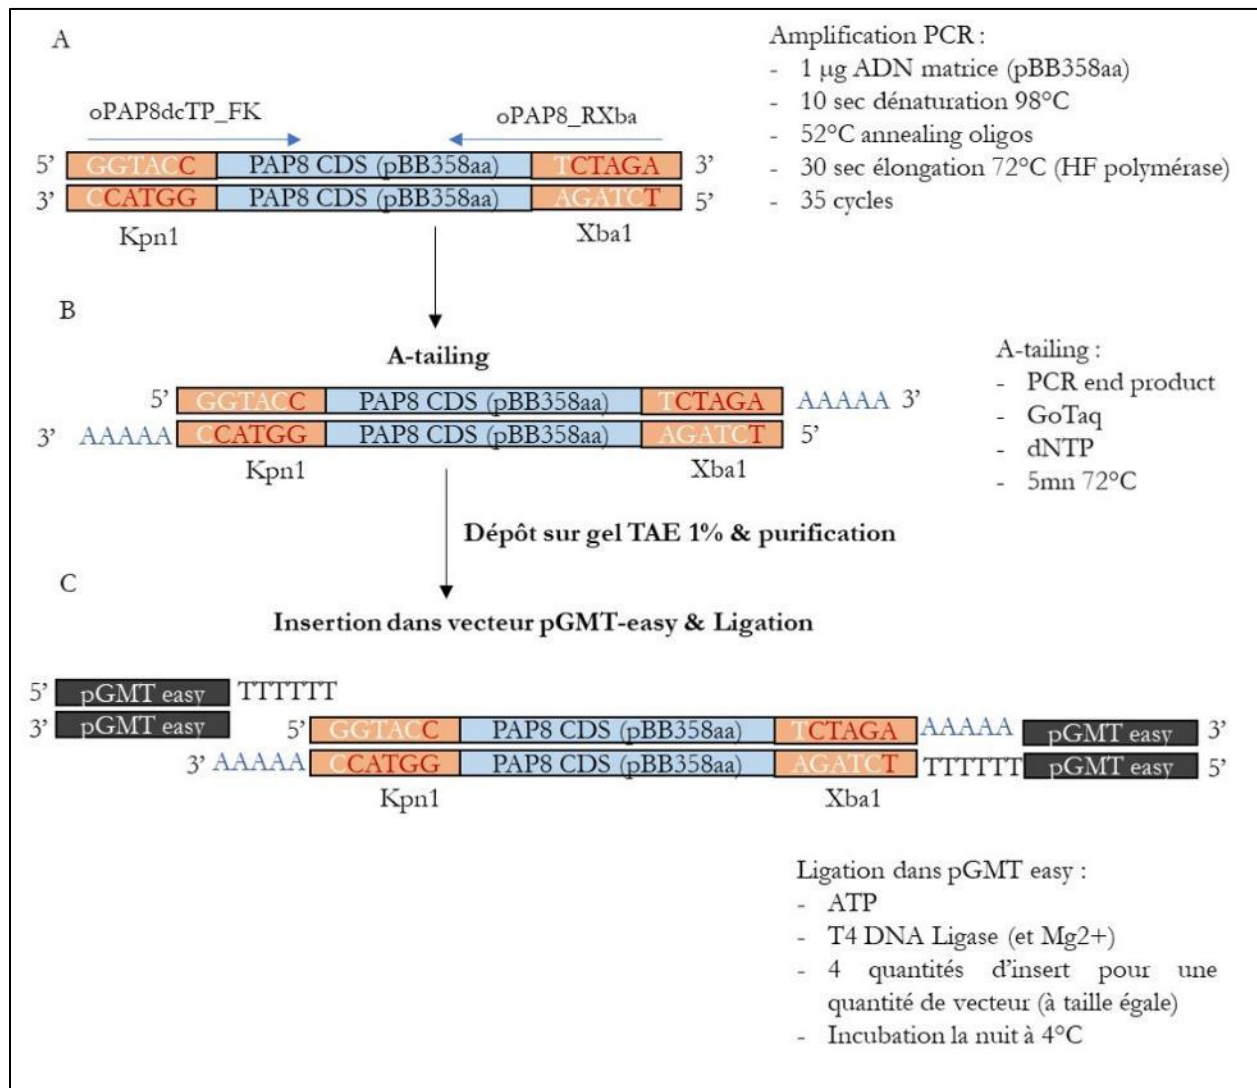 A
Amplification PCR :
- 1 µg ADN matrice (pBB358aa)
- 10 sec dénaturation 98°C
- 52°C annealing oligos
- 30 sec élongation 72°C (HF polymérase)
- 35 cycles
oPAP8dcTP_FK
oPAP8_RXba
5' GGTACC PAP8 CDS (pBB358aa) TCTAGA 3'
3' CCATGG PAP8 CDS (pBB358aa) AGATCT 5'
Kpn1 Xba1
B
A-tailing
A-tailing :
- PCR end product
- GoTaq
- dNTP
- 5mn 72°C
5' GGTACC PAP8 CDS (pBB358aa) TCTAGA AAAAA 3'
3' AAAAA CCATGG PAP8 CDS (pBB358aa) AGATCT 5'
Kpn1 Xba1
Dépôt sur gel TAE 1% & purification
C
Insertion dans vecteur pGMT-easy & Ligation
5' pGMT easy TTTTTT
3' pGMT easy
5' GGTACC PAP8 CDS (pBB358aa) TCTAGA AAAAA pGMT easy 3'
3' AAAAA CCATGG PAP8 CDS (pBB358aa) AGATCT TTTTTT pGMT easy 5'
Kpn1 Xba1
Ligation dans pGMT easy :
- ATP
- T4 DNA Ligase (et Mg2+)
- 4 quantités d'insert pour une
quantité de vecteur (à taille égale)
- Incubation la nuit à 4°C